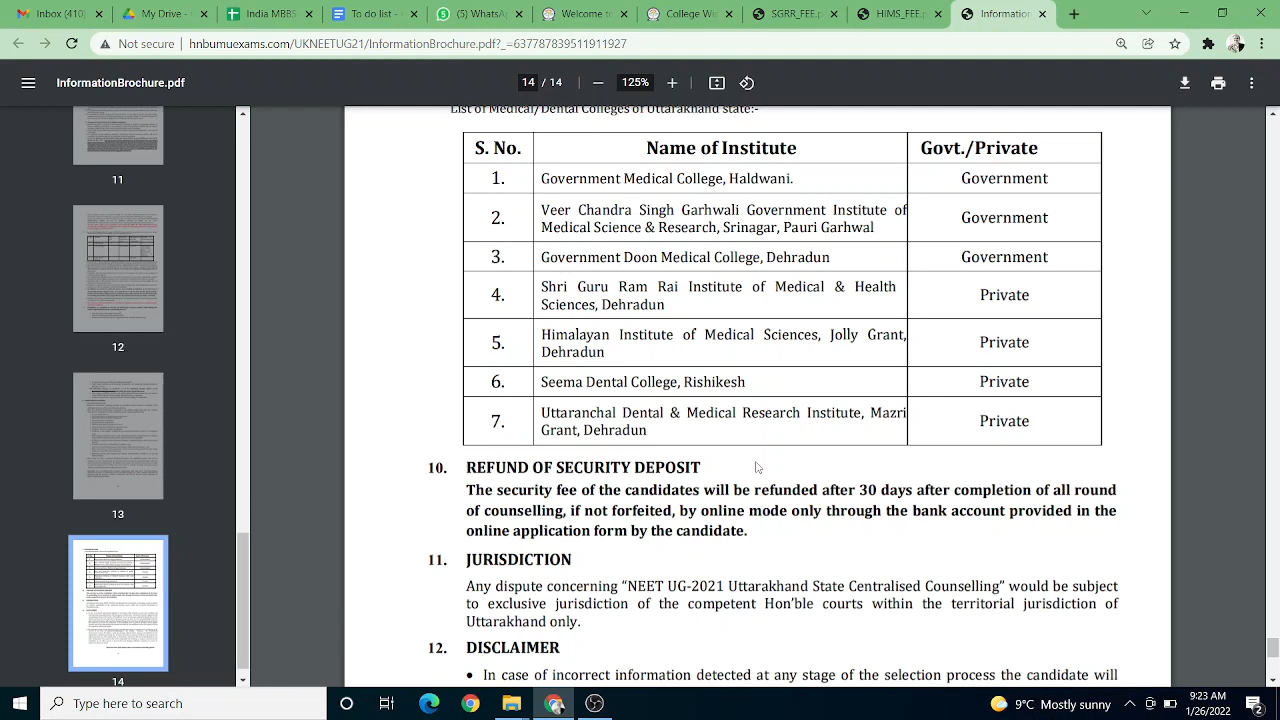 Inbox (410)
My Drive -
India MBS
To do list -
(5) What
Welcome to
College Wi
SGRR_FEE.p
HIMS_FEE.p
Informatio
Not secure | hnbumuexams.com/UKNEETUG21/InformationBrochure.pdf?_=637787839511911927
InformationBrochure.pdf
14 / 14
125%
List of Medical/Dental Colleges of Uttarakhand state:-
S. No. Name of Institute Govt./Private
1. Government Medical College, Haldwani. Government
2. Veer Chandra Singh Garhwali Government Institute of
Medical Science & Research, Srinagar, Pauri Garhwal Government
3. Government Doon Medical College, Dehradun Government
4. Shri Guru Ram Rai Institute of Medical & Health
Sciences, Dehradun Private
5. Himalayan Institute of Medical Sciences, Jolly Grant,
Dehradun Private
6. Seema Dental College, Rishikesh Private
7. Uttaranchal Dental & Medical Research Institute, Mazri
Grant, Dehradun Private
10. REFUND OF SECURITY DEPOSIT
The security fee of the candidates will be refunded after 30 days after completion of all round
of counselling, if not forfeited, by online mode only through the bank account provided in the
online application form by the candidate.
11. JURISDICTION
Any dispute concerning “NEET UG-2021 Uttarakhand State Centralised Counselling” would be subject
to exclusive jurisdiction of the competent Hon'ble courts within the territorial jurisdiction of
Uttarakhand only.
12. DISCLAIMER
• In case of incorrect information detected at any stage of the selection process the candidate will
11
12
13
14
Type here to search
9°C Mostly sunny
9:23 AM
1/26/2022